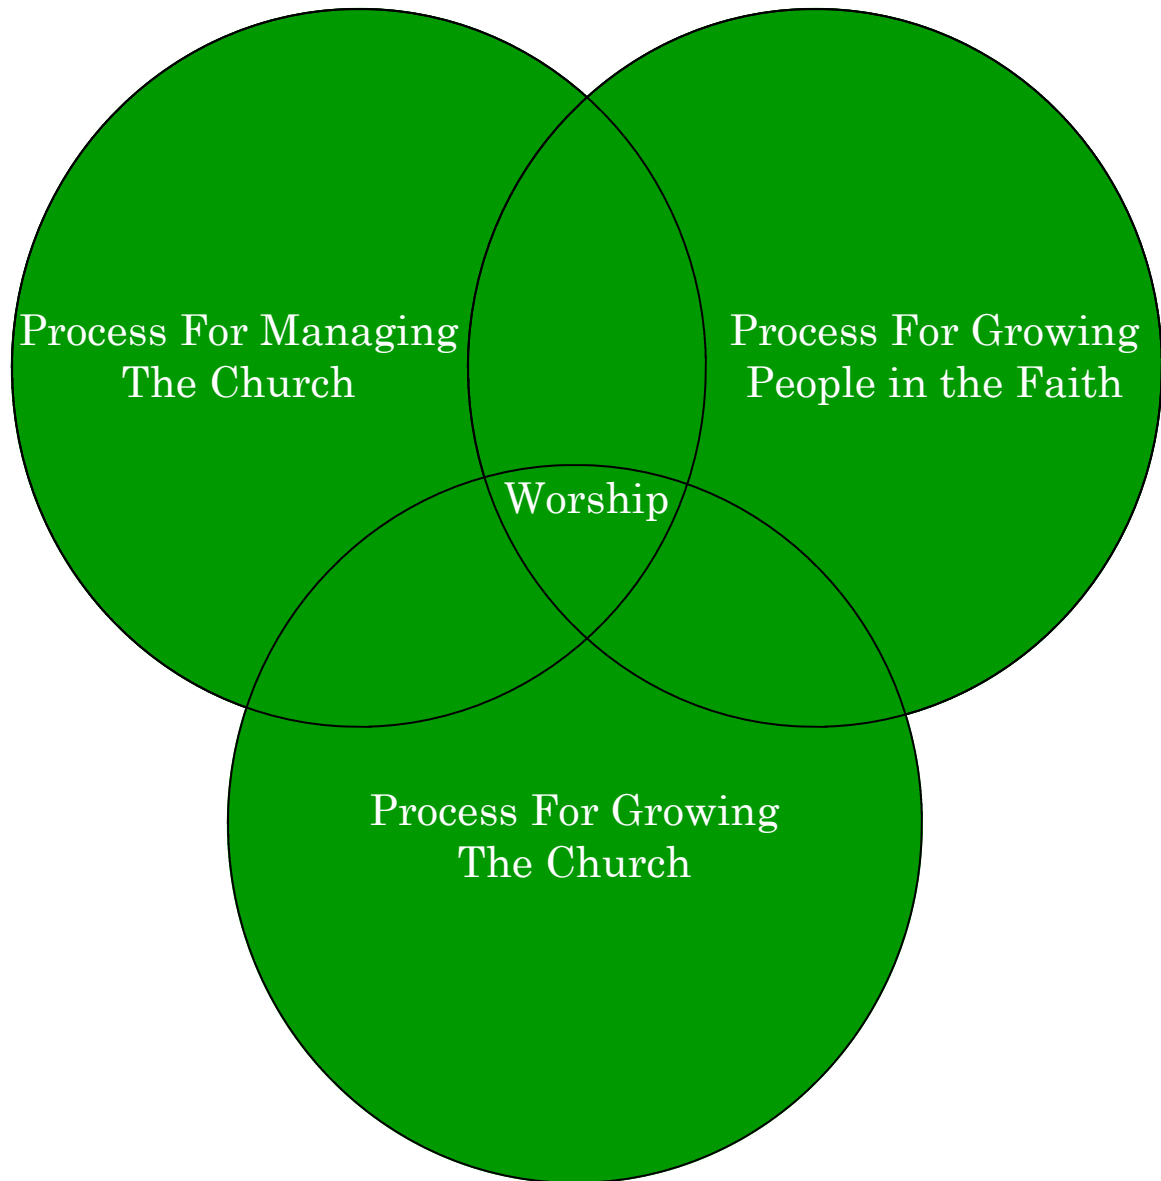 Process For Managing
The Church
Process For Growing
People in the Faith
Worship
Process For Growing
The Church